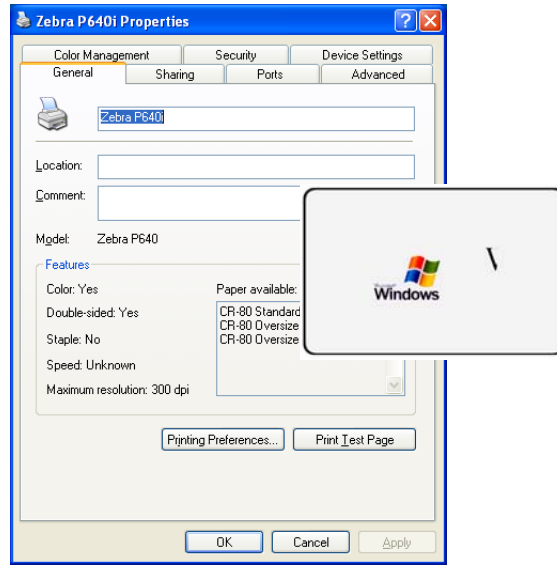 Zebra P640i Properties
Color Management Security Device Settings
General Sharing Ports Advanced
Zebra P640i
Location:
Comment:
Model: Zebra P640
Features
Color: Yes
Paper available:
Double-sided: Yes
CR-80 Standard
CR-80 Oversize
Staple: No
CR-80 Oversize
Speed: Unknown
Maximum resolution: 300 dpi
Microsoft
Windows
Printing Preferences... Print Test Page
OK Cancel Apply